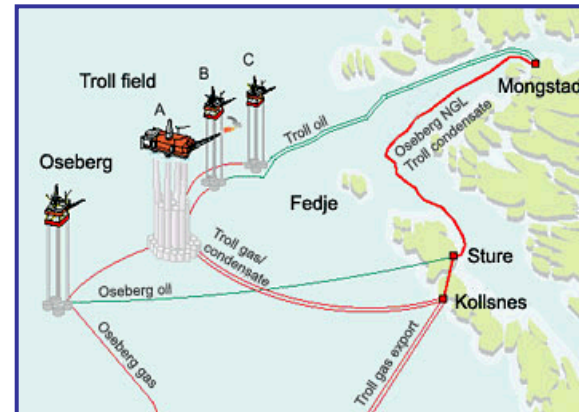 Troll field
A
B
C
Oseberg
Mongstad
Troll oil
Oseberg NGL
Troll condensate
Fedje
Troll gas/
condensate
Sture
Oseberg oil
Kollsnes
Oseberg gas
Troll gas export